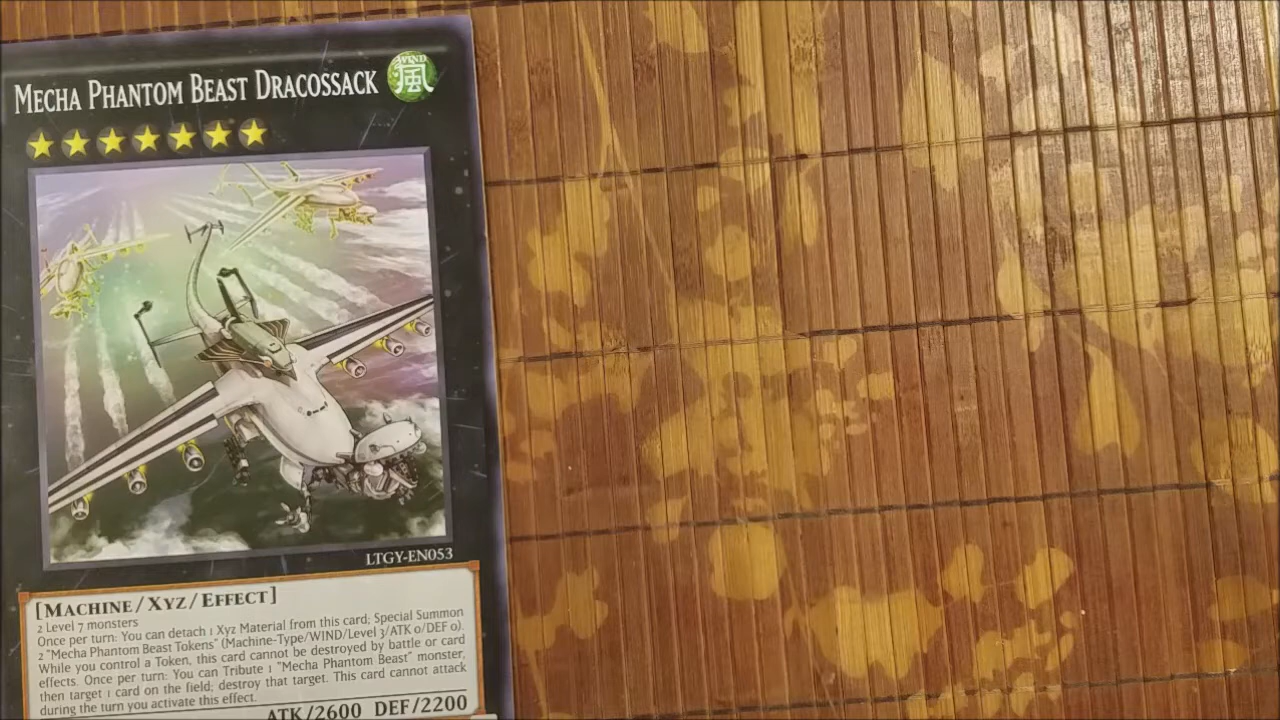 MECHA PHANTOM BEAST DRACOSSACK
WIND
風
LTGY-EN053
[MACHINE/XYZ/EFFECT]
2 Level 7 monsters
Once per turn: You can detach 1 Xyz Material from this card; Special Summon
2 "Mecha Phantom Beast Tokens" (Machine-Type/WIND/Level 3/ATK 0/DEF 0).
While you control a Token, this card cannot be destroyed by battle or card
effects. Once per turn: You can Tribute 1 "Mecha Phantom Beast" monster,
then target 1 card on the field; destroy that target. This card cannot attack
during the turn you activate this effect.
ATK/2600 DEF/2200